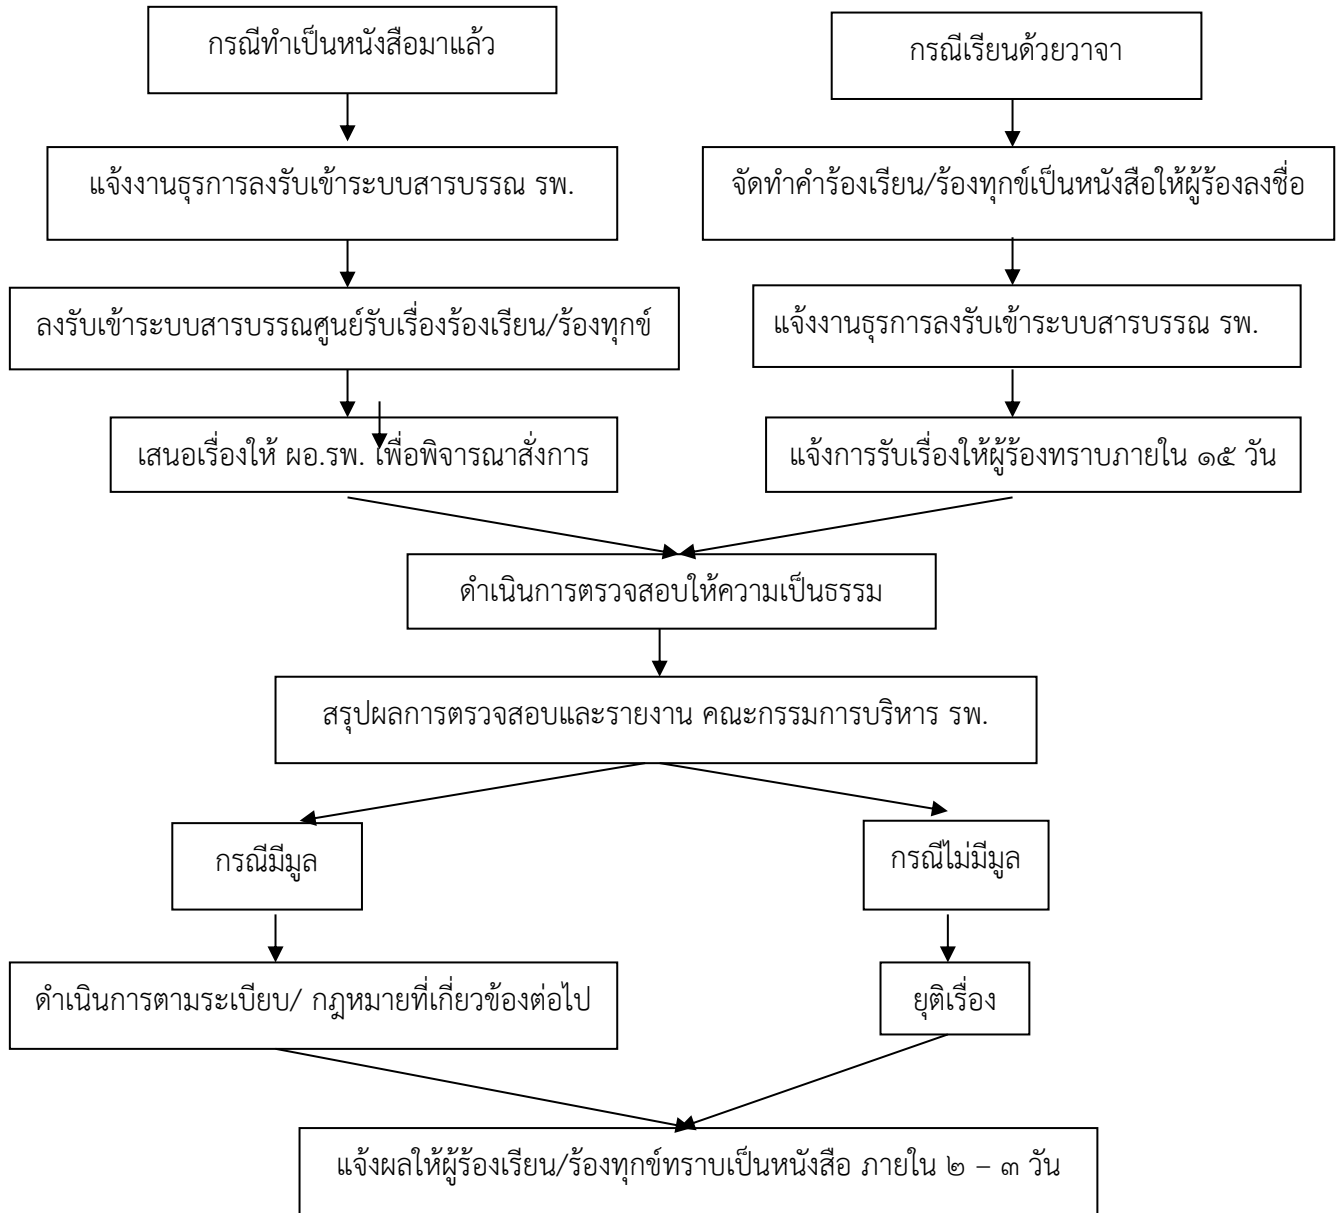 กรณีทำเป็นหนังสือมาแล้ว
กรณีเรียนด้วยวาจา
แจ้งงานธุรการลงรับเข้าระบบสารบรรณ รพ.
จัดทำคำร้องเรียน/ร้องทุกข์เป็นหนังสือให้ผู้ร้องลงชื่อ
ลงรับเข้าระบบสารบรรณศูนย์รับเรื่องร้องเรียน/ร้องทุกข์
แจ้งงานธุรการลงรับเข้าระบบสารบรรณ รพ.
เสนอเรื่องให้ ผอ.รพ. เพื่อพิจารณาสั่งการ
แจ้งการรับเรื่องให้ผู้ร้องทราบภายใน ๑๕ วัน
ดำเนินการตรวจสอบให้ความเป็นธรรม
สรุปผลการตรวจสอบและรายงาน คณะกรรมการบริหาร รพ.
กรณีมีมูล
กรณีไม่มีมูล
ดำเนินการตามระเบียบ/ กฎหมายที่เกี่ยวข้องต่อไป
ยุติเรื่อง
แจ้งผลให้ผู้ร้องเรียน/ร้องทุกข์ทราบเป็นหนังสือ ภายใน ๒ – ๓ วัน